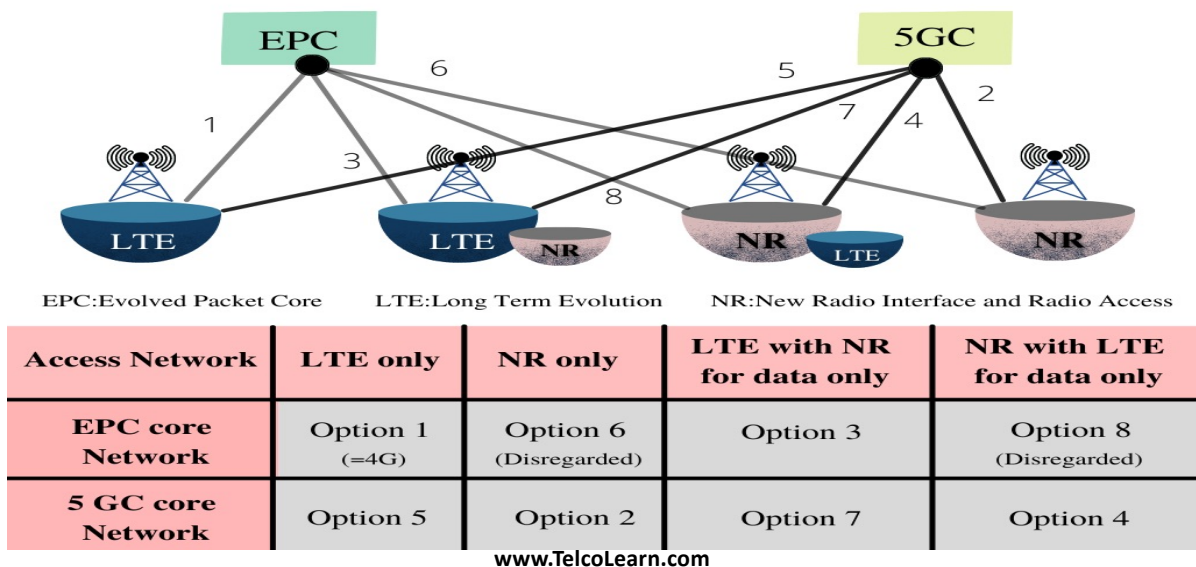 EPC
5GC
6
5
2
1
7
4
3
8
LTE
LTE
NR
NR
LTE
NR
EPC:Evolved Packet Core
LTE:Long Term Evolution
NR:New Radio Interface and Radio Access
Access Network
LTE only
NR only
LTE with NR
for data only
NR with LTE
for data only
EPC core
Network
Option 1
(=4G)
Option 6
(Disregarded)
Option 3
Option 8
(Disregarded)
5 GC core
Network
Option 5
Option 2
Option 7
Option 4
www.TelcoLearn.com